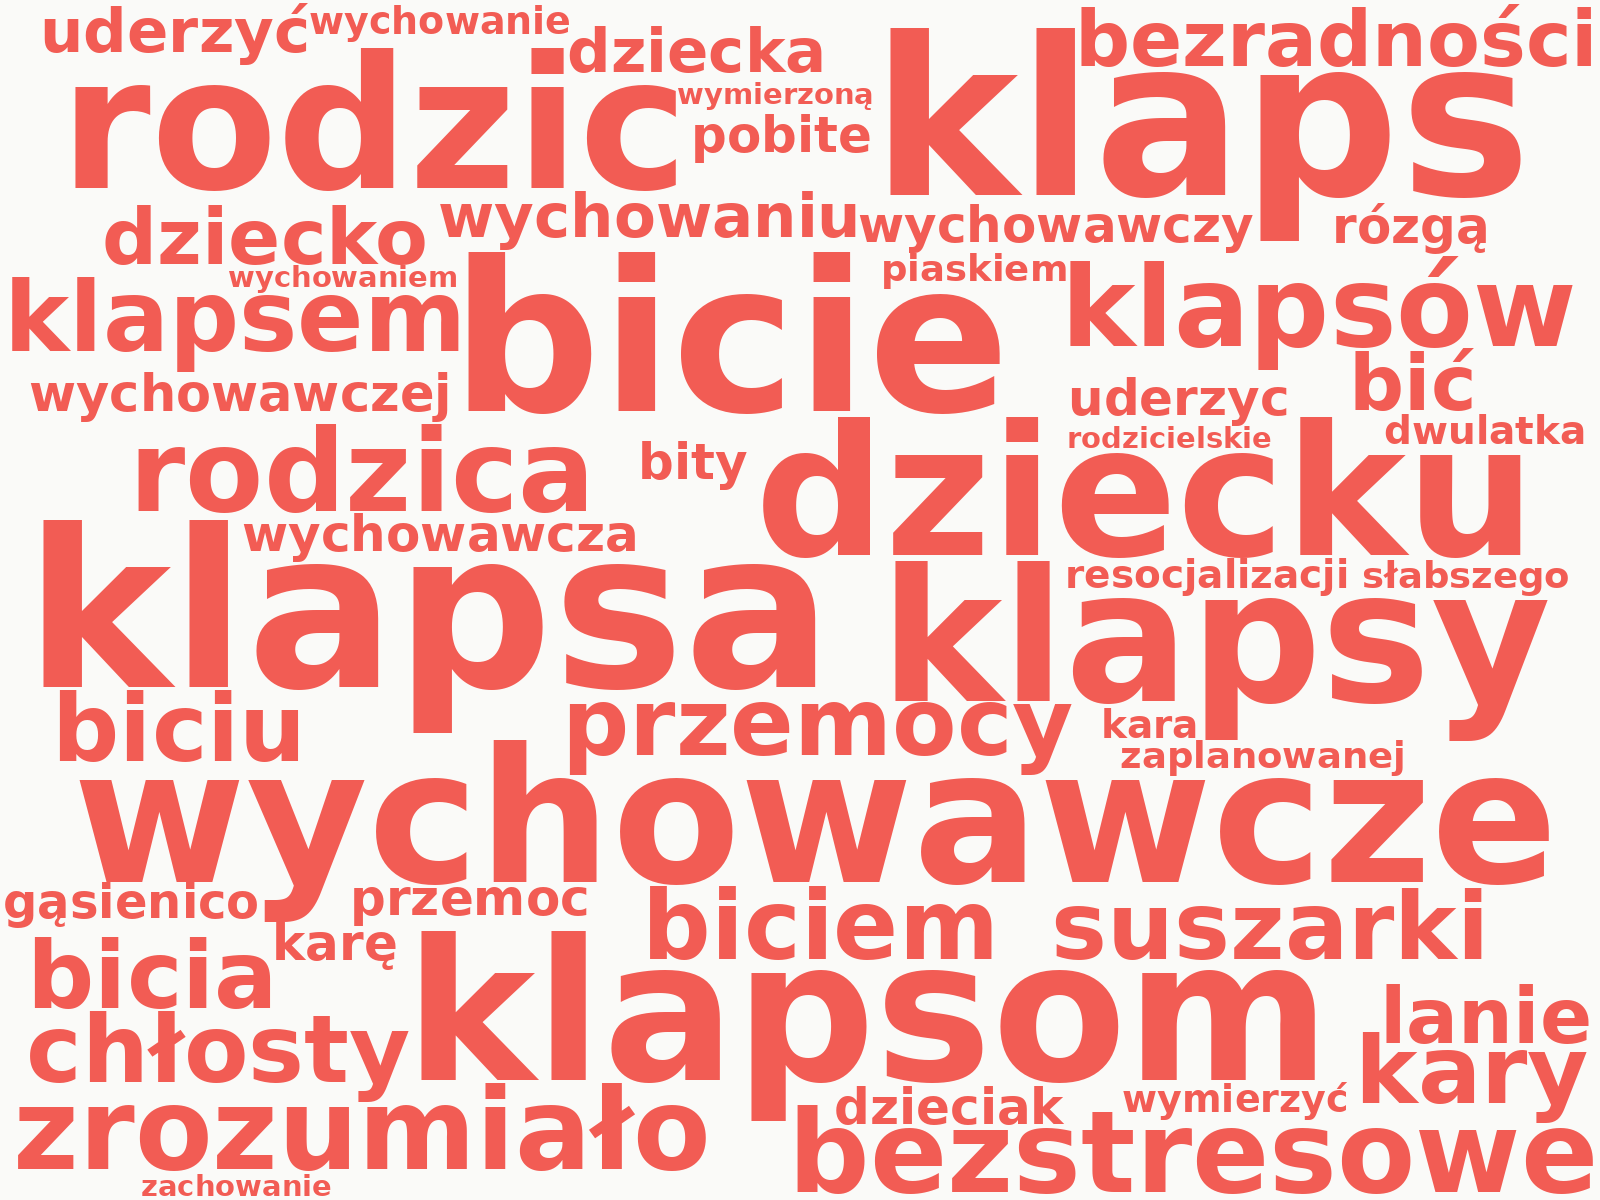 uderzyć
wychowanie
dziecka
bezradności
rodzic
wymierzoną
pobite
klaps
dziecko
wychowaniu
wychowawczy
rózgą
wychowaniem
klapsem
bicie
piaskiem
klapsów
wychowawczej
uderzyc
bić
rodzica
bity
dziecku
rodzicielskie
dwulatka
wychowawcza
klapsa
klapsy
resocjalizacji
słabszego
biciu
przemocy
kara
zaplanowanej
wychowawcze
gąsienico
przemoc
biciem
suszarki
karę
bicia
klapsom
lanie
chłosty
kary
zrozumiało
dzieciak
wymierzyć
bezstresowe
zachowanie